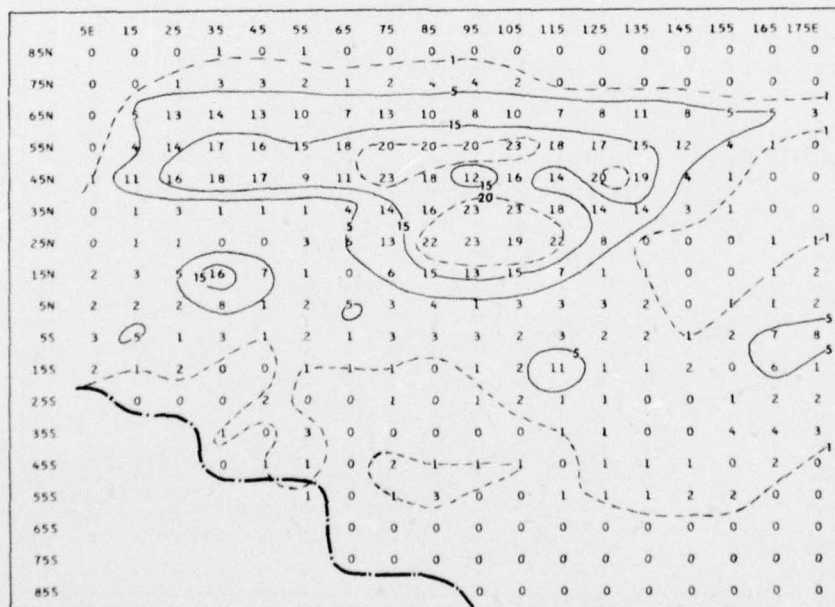 5E 15 25 35 45 55 65 75 85 95 105 115 125 135 145 155 165 175E
85N 0 0 0 1 0 1 0 0 0 0 0 0 0 0 0 0 0 0
1
75N 0 0 1 3 3 2 1 2 4 4 2 0 0 0 0 0 0 0
5 1
65N 0 5 13 14 13 10 7 13 10 8 10 7 8 11 8 5 5 3
15 1
55N 0 4 14 17 16 15 18 20 20 20 23 18 17 15 12 4 1 0
45N 1 11 16 18 17 9 11 23 18 12 16 14 20 19 4 1 0 0
15
20
35N 0 1 3 1 1 1 4 14 16 23 23 18 14 14 3 1 0 0
5 15
25N 0 1 1 0 0 3 6 13 22 23 19 22 8 0 0 0 1 1 1
15N 2 3 5 15 16 7 1 0 6 15 13 15 7 1 1 0 0 1 2
5N 2 2 2 8 1 2 5 3 4 1 3 3 3 2 0 1 1 2
5
5S 3 5 1 3 1 2 1 3 3 3 2 3 2 2 1 2 7 8
5 5
15S 2 1 2 0 0 1 1 1 0 1 2 11 1 1 2 0 6 1
25S 0 0 0 2 0 0 1 0 1 2 1 1 0 0 1 2 2
35S 0 0 3 0 0 0 0 0 1 1 0 0 4 4 3
1
45S 0 1 1 0 2 1 1 1 0 1 1 1 0 2 0
55S 1 0 1 3 0 0 1 1 1 2 2 0 0
65S 0 0 0 0 0 0 0 0 0 0 0 0
75S 0 0 0 0 0 0 0 0 0 0 0 0
85S 0 0 0 0 0 0 0 0 0